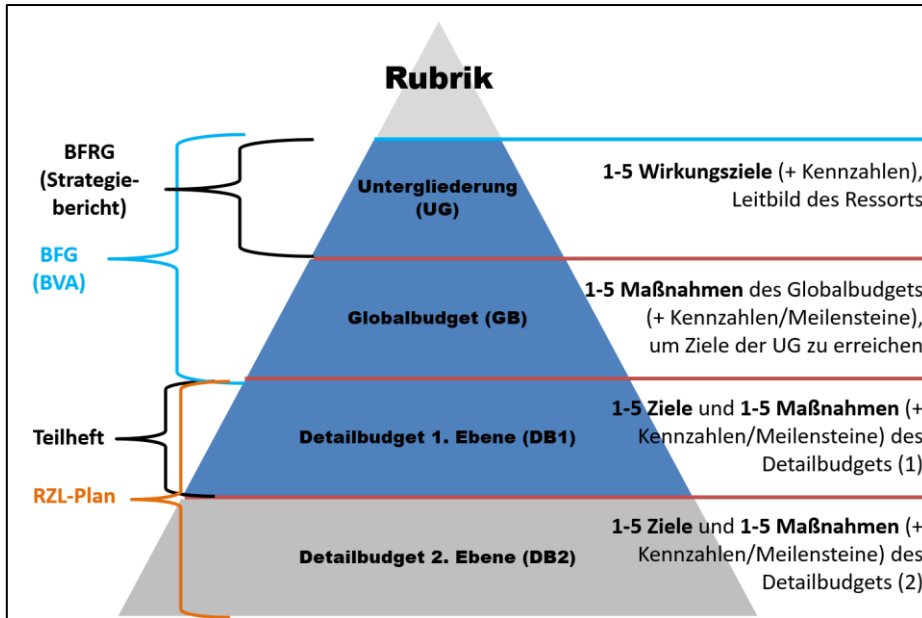 Rubrik
BFRG
(Strategie-
bericht)
BFG
(BVA)
Untergliederung
(UG)
1-5 Wirkungsziele (+ Kennzahlen),
Leitbild des Ressorts
Globalbudget (GB)
1-5 Maßnahmen des Globalbudgets
(+ Kennzahlen/Meilensteine),
um Ziele der UG zu erreichen
Teilheft
RZL-Plan
Detailbudget 1. Ebene (DB1)
1-5 Ziele und 1-5 Maßnahmen (+
Kennzahlen/Meilensteine) des
Detailbudgets (1)
Detailbudget 2. Ebene (DB2)
1-5 Ziele und 1-5 Maßnahmen (+
Kennzahlen/Meilensteine) des
Detailbudgets (2)